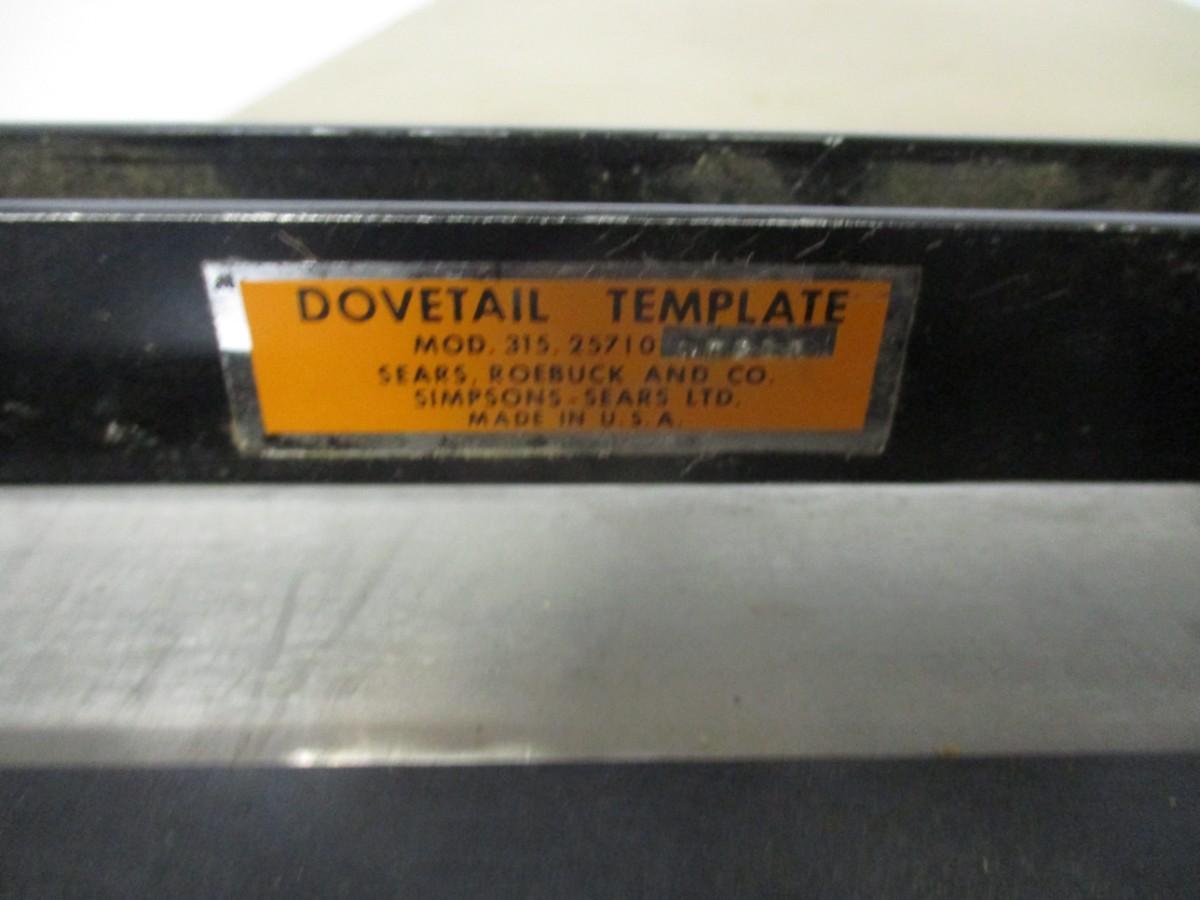 DOVETAIL TEMPLATE
MOD. 315. 25710
SEARS, ROEBUCK AND CO.
SIMPSONS-SEARS LTD.
MADE IN U.S.A.